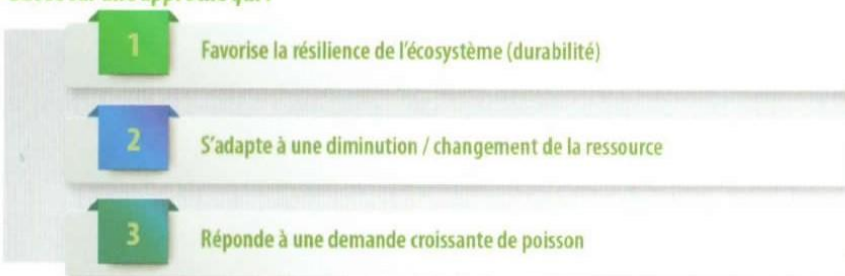 1
Favorise la résilience de l'écosystème (durabilité)
2
S'adapte à une diminution / changement de la ressource
3
Réponde à une demande croissante de poisson